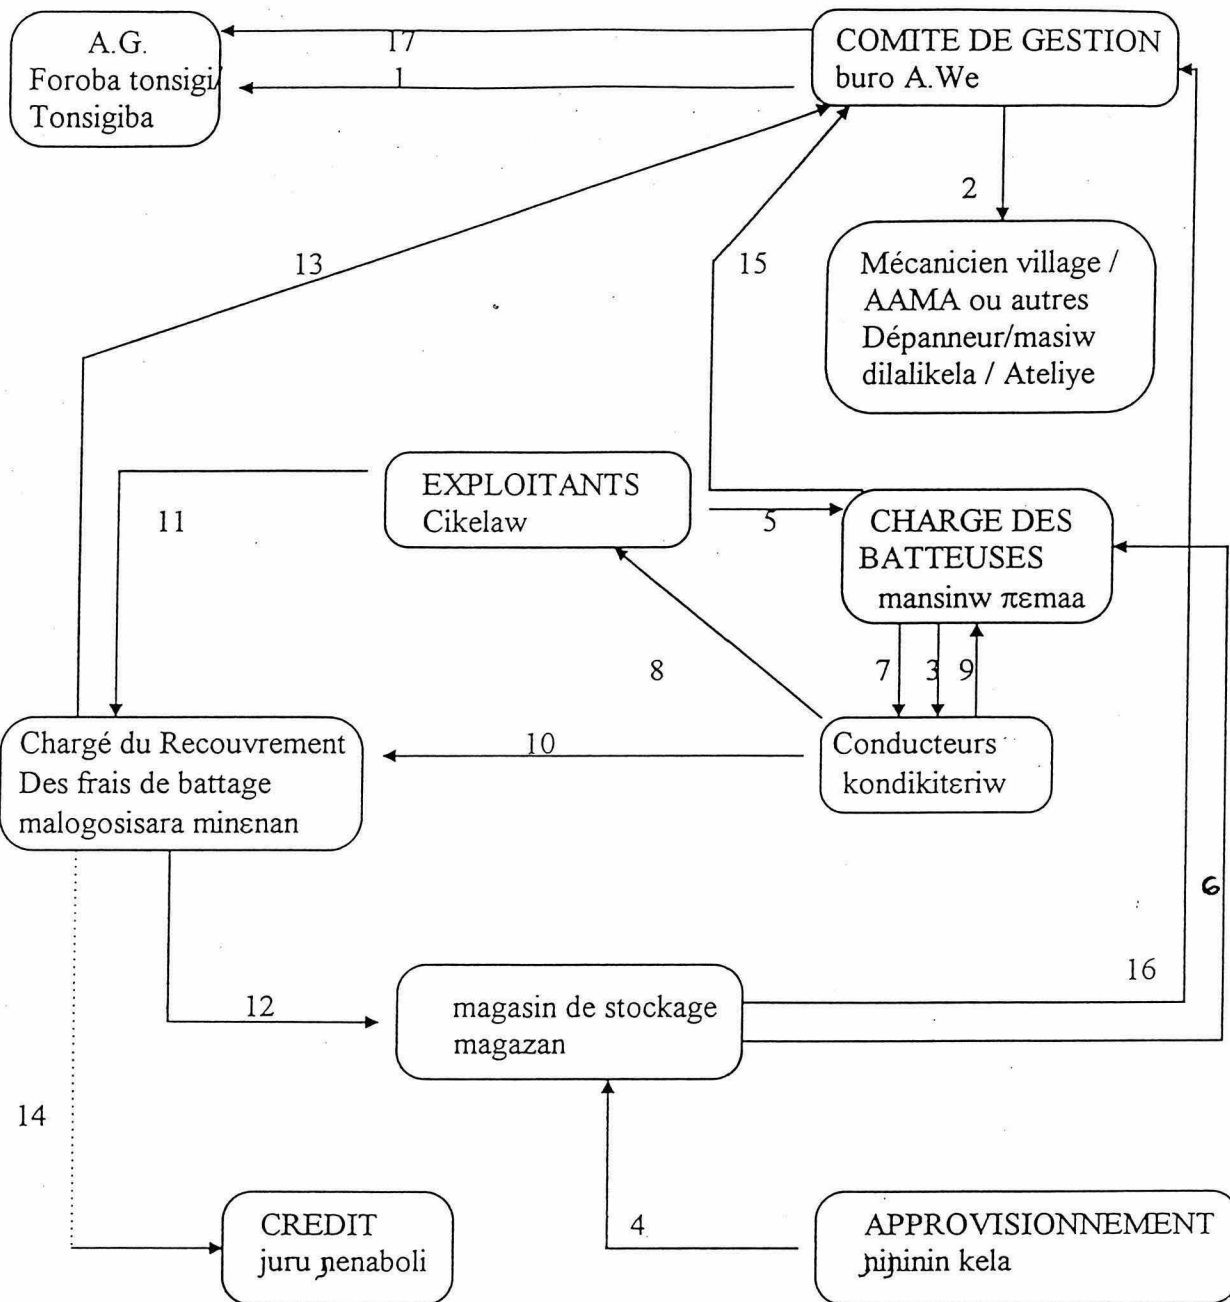 A.G.
Foroba tonsigi/
Tonsigiba
17
1
COMITE DE GESTION
buro A.We
2
13
15
Mécanicien village /
AAMA ou autres
Dépanneur/masiw
dilalikela / Ateliye
EXPLOITANTS
Cikelaw
11
5
CHARGE DES
BATTEUSES
mansinw πɛmaa
8
7
3
9
Chargé du Recouvrement
Des frais de battage
malogosisara minɛnan
10
Conducteurs
kondikitɛriw
6
16
12
magasin de stockage
magazan
14
CREDIT
juru ɲenaboli
4
APPROVISIONNEMENT
ɲiɲinin kela